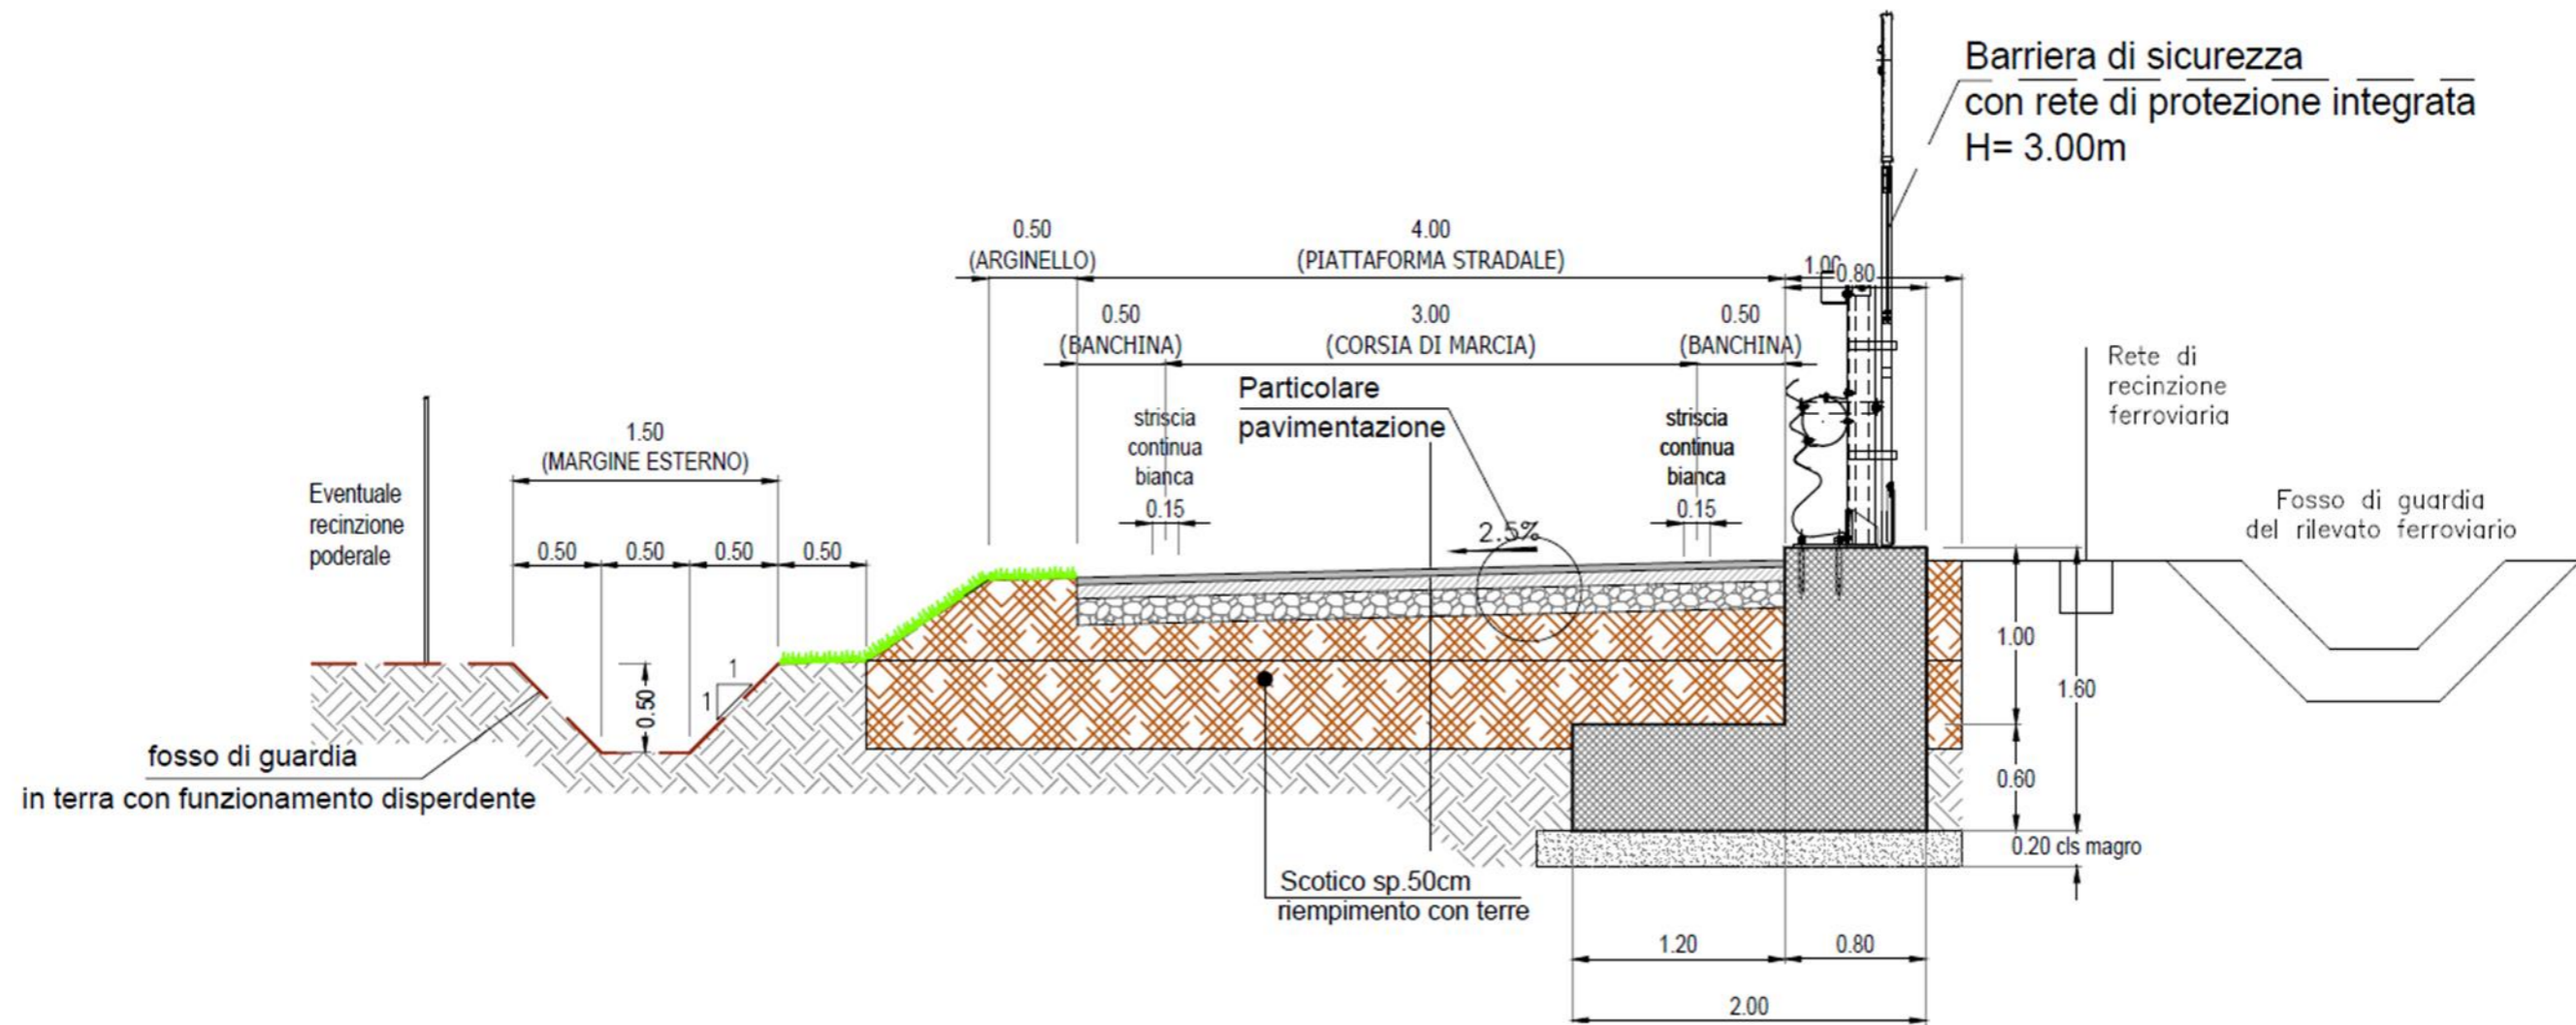 Barriera di sicurezza
con rete di protezione integrata
H= 3.00m
0.50
(ARGINELLO)
4.00
(PIATTAFORMA STRADALE)
1.00
0.80
0.50
(BANCHINA)
3.00
(CORSIA DI MARCIA)
0.50
(BANCHINA)
Particolare
pavimentazione
striscia
continua
bianca
0.15
striscia
continua
bianca
0.15
2.5%
Rete di
recinzione
ferroviaria
Fosso di guardia
del rilevato ferroviario
1.50
(MARGINE ESTERNO)
Eventuale
recinzione
poderale
0.50
0.50
0.50
0.50
1
1
0.50
fosso di guardia
in terra con funzionamento disperdente
Scotico sp.50cm
riempimento con terre
1.00
1.60
0.60
0.20 cls magro
1.20
0.80
2.00